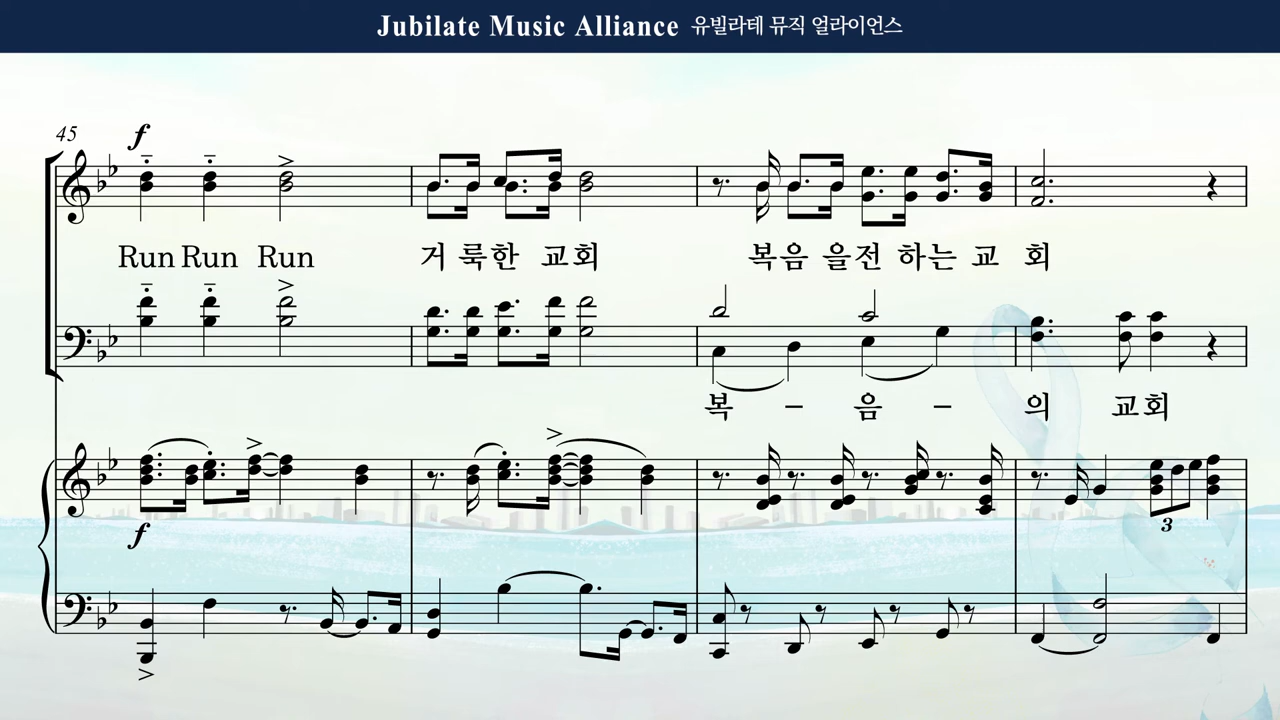 Jubilate Music Alliance 유빌라테 뮤직 얼라이언스
45
f
Run Run Run 거 룩한 교회 복음 을전 하는 교 회
복 – 음 – 의 교회
f
3